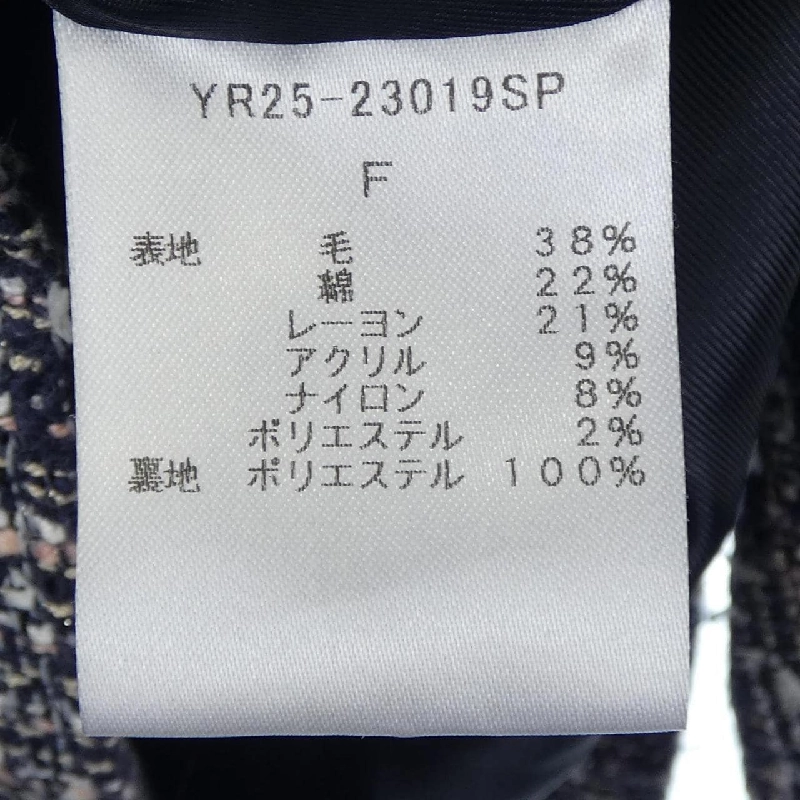 YR25-23019SP
F
表地 毛 38%
綿 22%
レーヨン 21%
アクリル 9%
ナイロン 8%
ポリエステル 2%
裏地 ポリエステル 100%